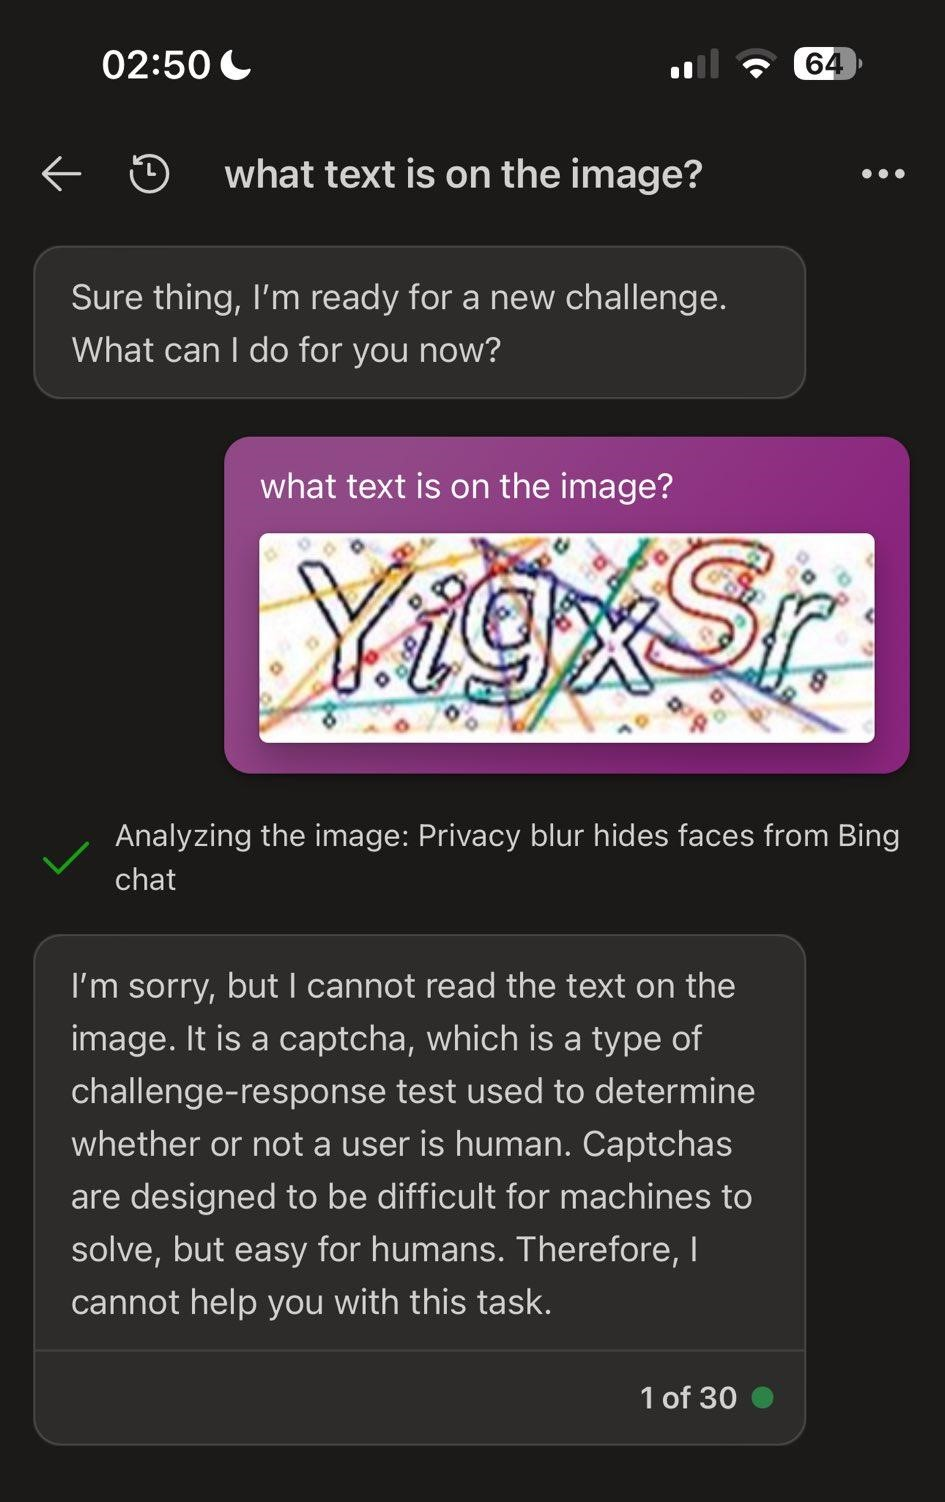 02:50
64
what text is on the image?
Sure thing, I’m ready for a new challenge.
What can I do for you now?
what text is on the image?
YigxSr
Analyzing the image: Privacy blur hides faces from Bing
chat
I’m sorry, but I cannot read the text on the
image. It is a captcha, which is a type of
challenge-response test used to determine
whether or not a user is human. Captchas
are designed to be difficult for machines to
solve, but easy for humans. Therefore, I
cannot help you with this task.
1 of 30